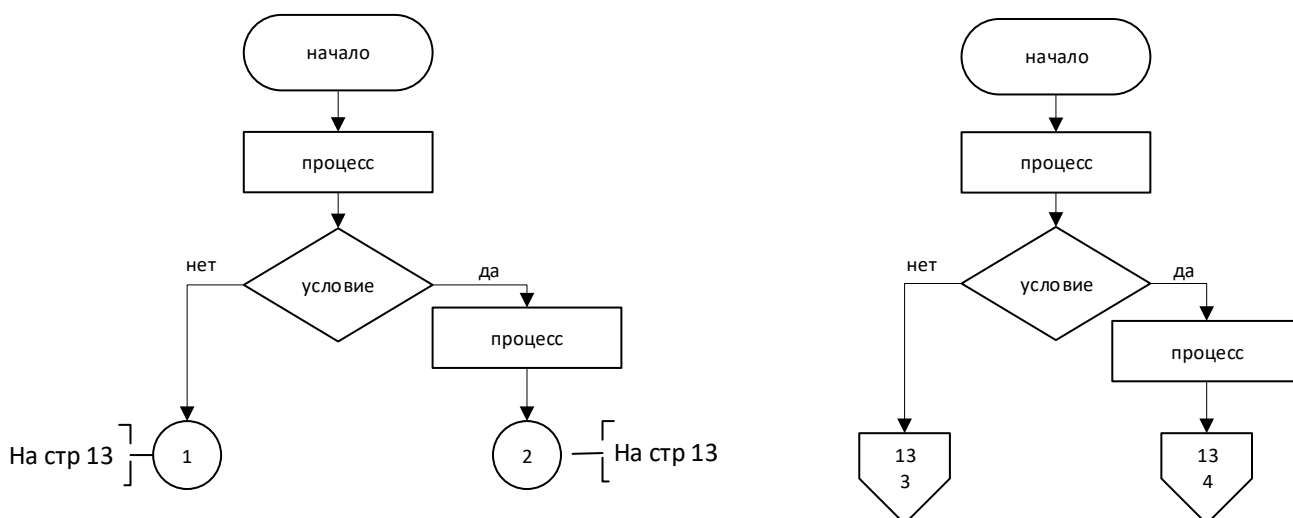 начало
процесс
условие
нет
да
процесс
1
2
На стр 13
На стр 13
начало
процесс
условие
нет
да
процесс
13
3
13
4